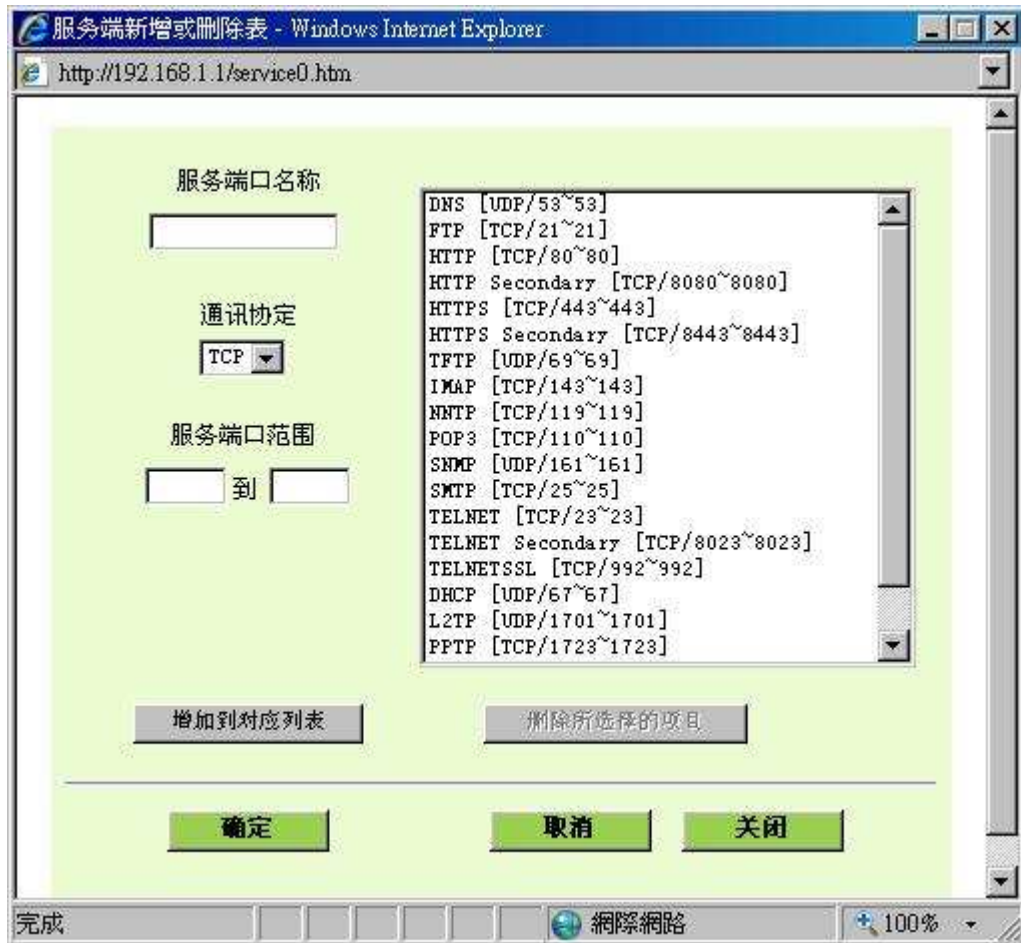 服务端新增或删除表 - Windows Internet Explorer
http://192.168.1.1/service0.htm
服务端口名称
通讯协定
TCP
服务端口范围
到
DNS [UDP/53~53]
FTP [TCP/21~21]
HTTP [TCP/80~80]
HTTP Secondary [TCP/8080~8080]
HTTPS [TCP/443~443]
HTTPS Secondary [TCP/8443~8443]
TFTP [UDP/69~69]
IMAP [TCP/143~143]
NNTP [TCP/119~119]
POP3 [TCP/110~110]
SNMP [UDP/161~161]
SMTP [TCP/25~25]
TELNET [TCP/23~23]
TELNET Secondary [TCP/8023~8023]
TELNETSSL [TCP/992~992]
DHCP [UDP/67~67]
L2TP [UDP/1701~1701]
PPTP [TCP/1723~1723]
增加到对应列表
删除所选择的项目
确定
取消
关闭
完成
網際網路
100%